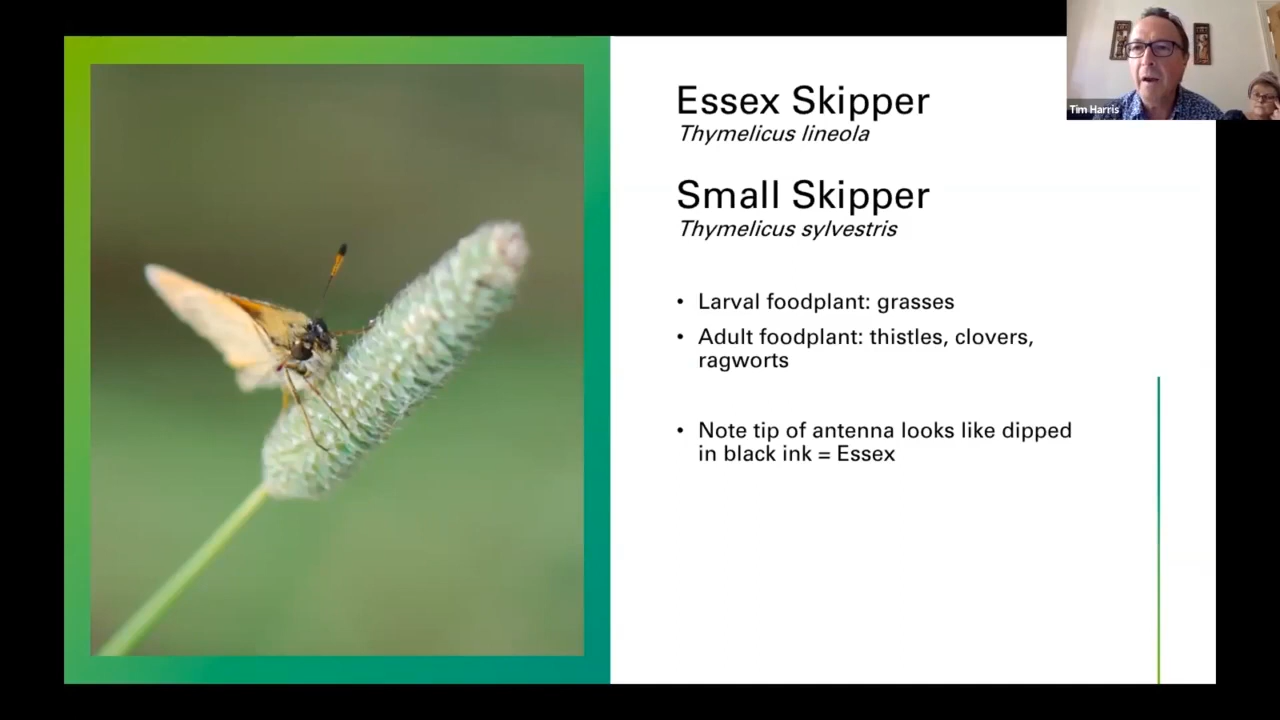 Essex Skipper
Thymelicus lineola
Small Skipper
Thymelicus sylvestris
• Larval foodplant: grasses
• Adult foodplant: thistles, clovers,
ragworts
• Note tip of antenna looks like dipped
in black ink = Essex
Tim Harris